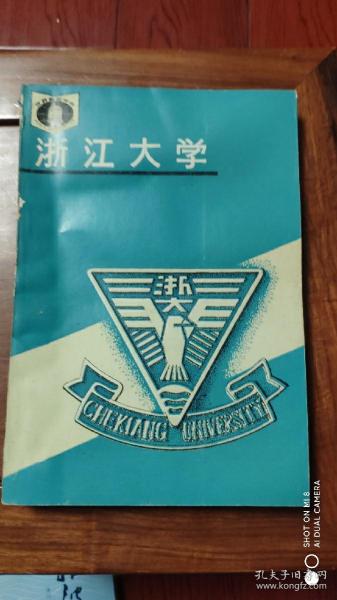 浙江大学
浙大
CHEKIANG UNIVERSITY
SHOT ON MI 8
AI DUAL CAMERA
孔夫子旧书网
www.kongfz.com